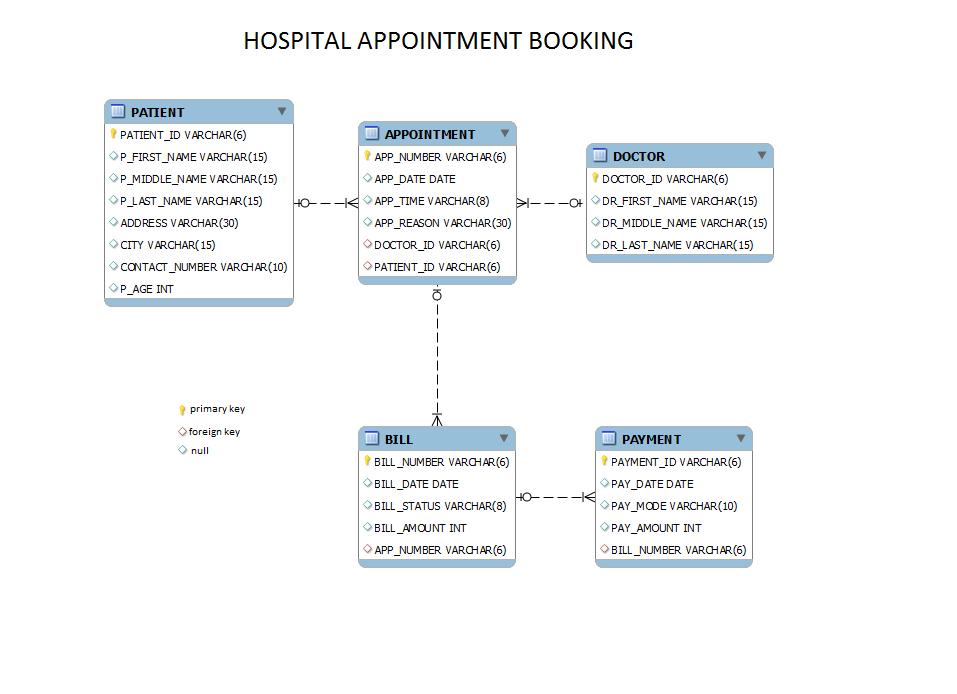 HOSPITAL APPOINTMENT BOOKING
PATIENT
PATIENT_ID VARCHAR(6)
P_FIRST_NAME VARCHAR(15)
P_MIDDLE_NAME VARCHAR(15)
P_LAST_NAME VARCHAR(15)
ADDRESS VARCHAR(30)
CITY VARCHAR(15)
CONTACT_NUMBER VARCHAR(10)
P_AGE INT
APPOINTMENT
APP_NUMBER VARCHAR(6)
APP_DATE DATE
APP_TIME VARCHAR(8)
APP_REASON VARCHAR(30)
DOCTOR_ID VARCHAR(6)
PATIENT_ID VARCHAR(6)
DOCTOR
DOCTOR_ID VARCHAR(6)
DR_FIRST_NAME VARCHAR(15)
DR_MIDDLE_NAME VARCHAR(15)
DR_LAST_NAME VARCHAR(15)
primary key
foreign key
null
BILL
BILL_NUMBER VARCHAR(6)
BILL_DATE DATE
BILL_STATUS VARCHAR(8)
BILL_AMOUNT INT
APP_NUMBER VARCHAR(6)
PAYMENT
PAYMENT_ID VARCHAR(6)
PAY_DATE DATE
PAY_MODE VARCHAR(10)
PAY_AMOUNT INT
BILL_NUMBER VARCHAR(6)